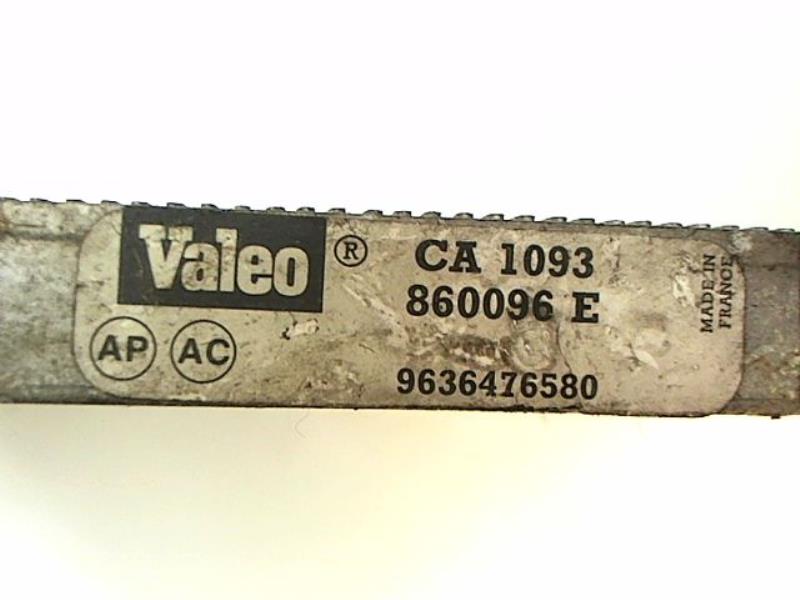 Valeo ®
CA 1093
860096 E
AP AC
9636476580
MADE IN
FRANCE